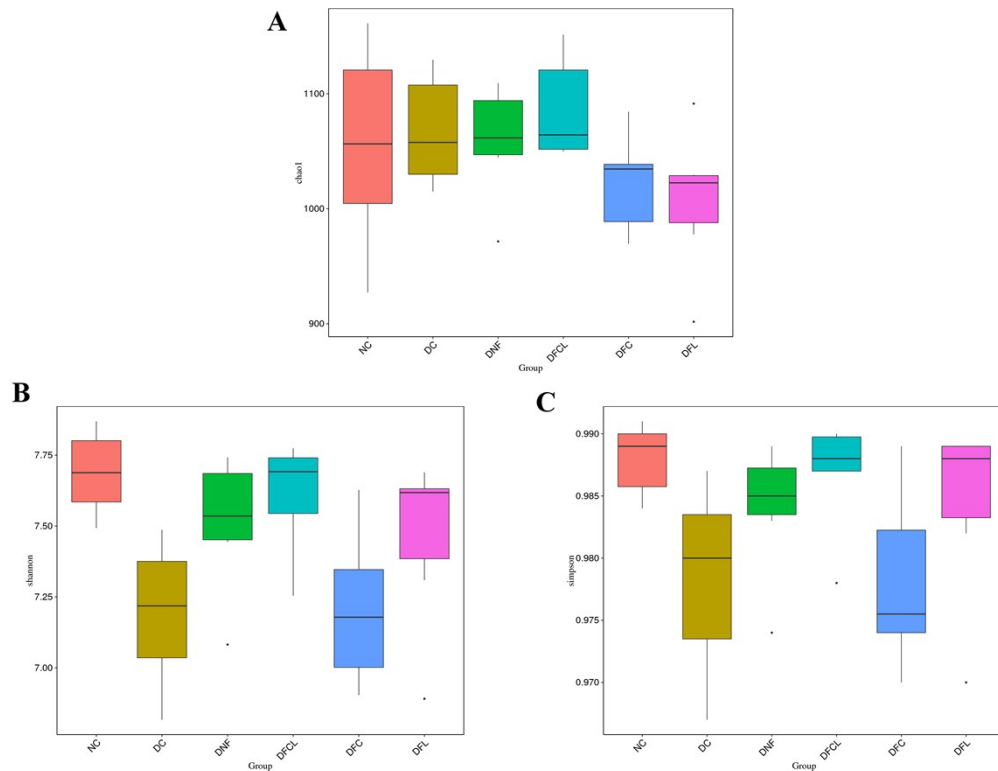 A
chao1
1100
1000
900
NC DC DNF DFCL DFC DFL
Group
B
shannon
7.75
7.50
7.25
7.00
NC DC DNF DFCL DFC DFL
Group
C
simpson
0.990
0.985
0.980
0.975
0.970
NC DC DNF DFCL DFC DFL
Group